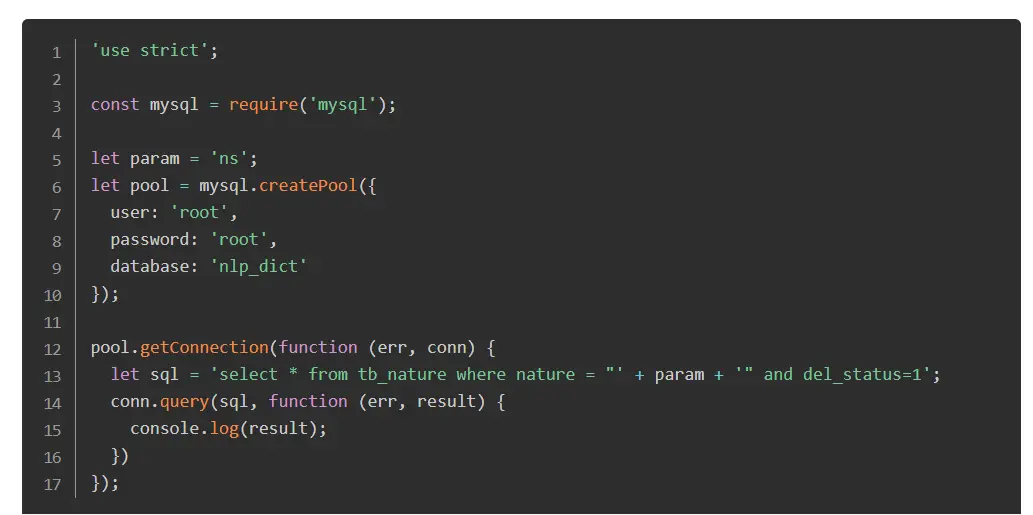 1 'use strict';
2
3 const mysql = require('mysql');
4
5 let param = 'ns';
6 let pool = mysql.createPool({
7   user: 'root',
8   password: 'root',
9   database: 'nlp_dict'
10 });
11
12 pool.getConnection(function (err, conn) {
13   let sql = 'select * from tb_nature where nature = "' + param + '" and del_status=1';
14   conn.query(sql, function (err, result) {
15     console.log(result);
16   })
17 });